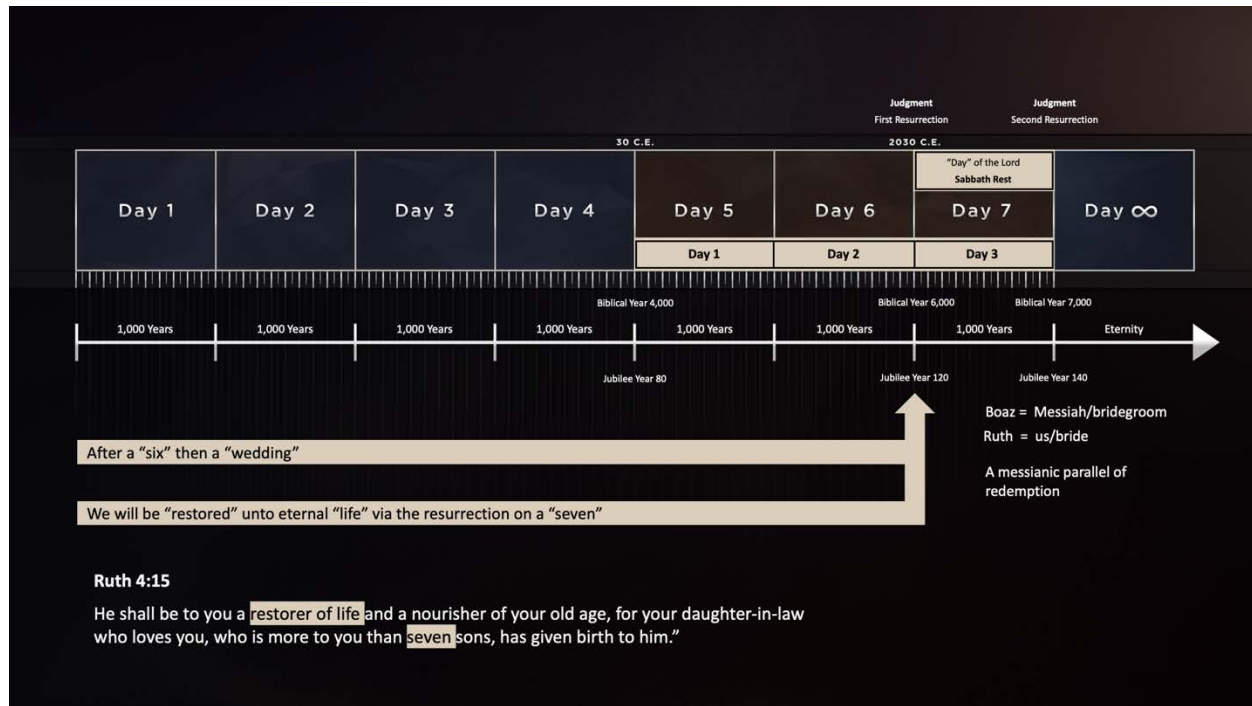 Judgment
First Resurrection
Judgment
Second Resurrection
30 C.E.
2030 C.E.
Day 1
Day 2
Day 3
Day 4
Day 5
Day 6
"Day" of the Lord
Sabbath Rest
Day 7
Day ∞
Day 1
Day 2
Day 3
Biblical Year 4,000
Biblical Year 6,000
Biblical Year 7,000
1,000 Years
1,000 Years
1,000 Years
1,000 Years
1,000 Years
1,000 Years
1,000 Years
Eternity
Jubilee Year 80
Jubilee Year 120
Jubilee Year 140
Boaz = Messiah/bridegroom
Ruth = us/bride
A messianic parallel of
redemption
After a “six” then a “wedding”
We will be “restored” unto eternal “life” via the resurrection on a “seven”
Ruth 4:15
He shall be to you a restorer of life and a nourisher of your old age, for your daughter-in-law
who loves you, who is more to you than seven sons, has given birth to him.”